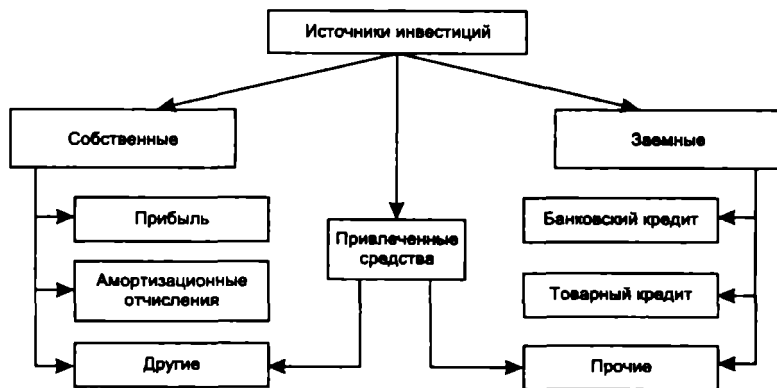 Источники инвестиций
Собственные
Заемные
Прибыль
Банковский кредит
Привлеченные
средства
Амортизационные
отчисления
Товарный кредит
Другие
Прочие